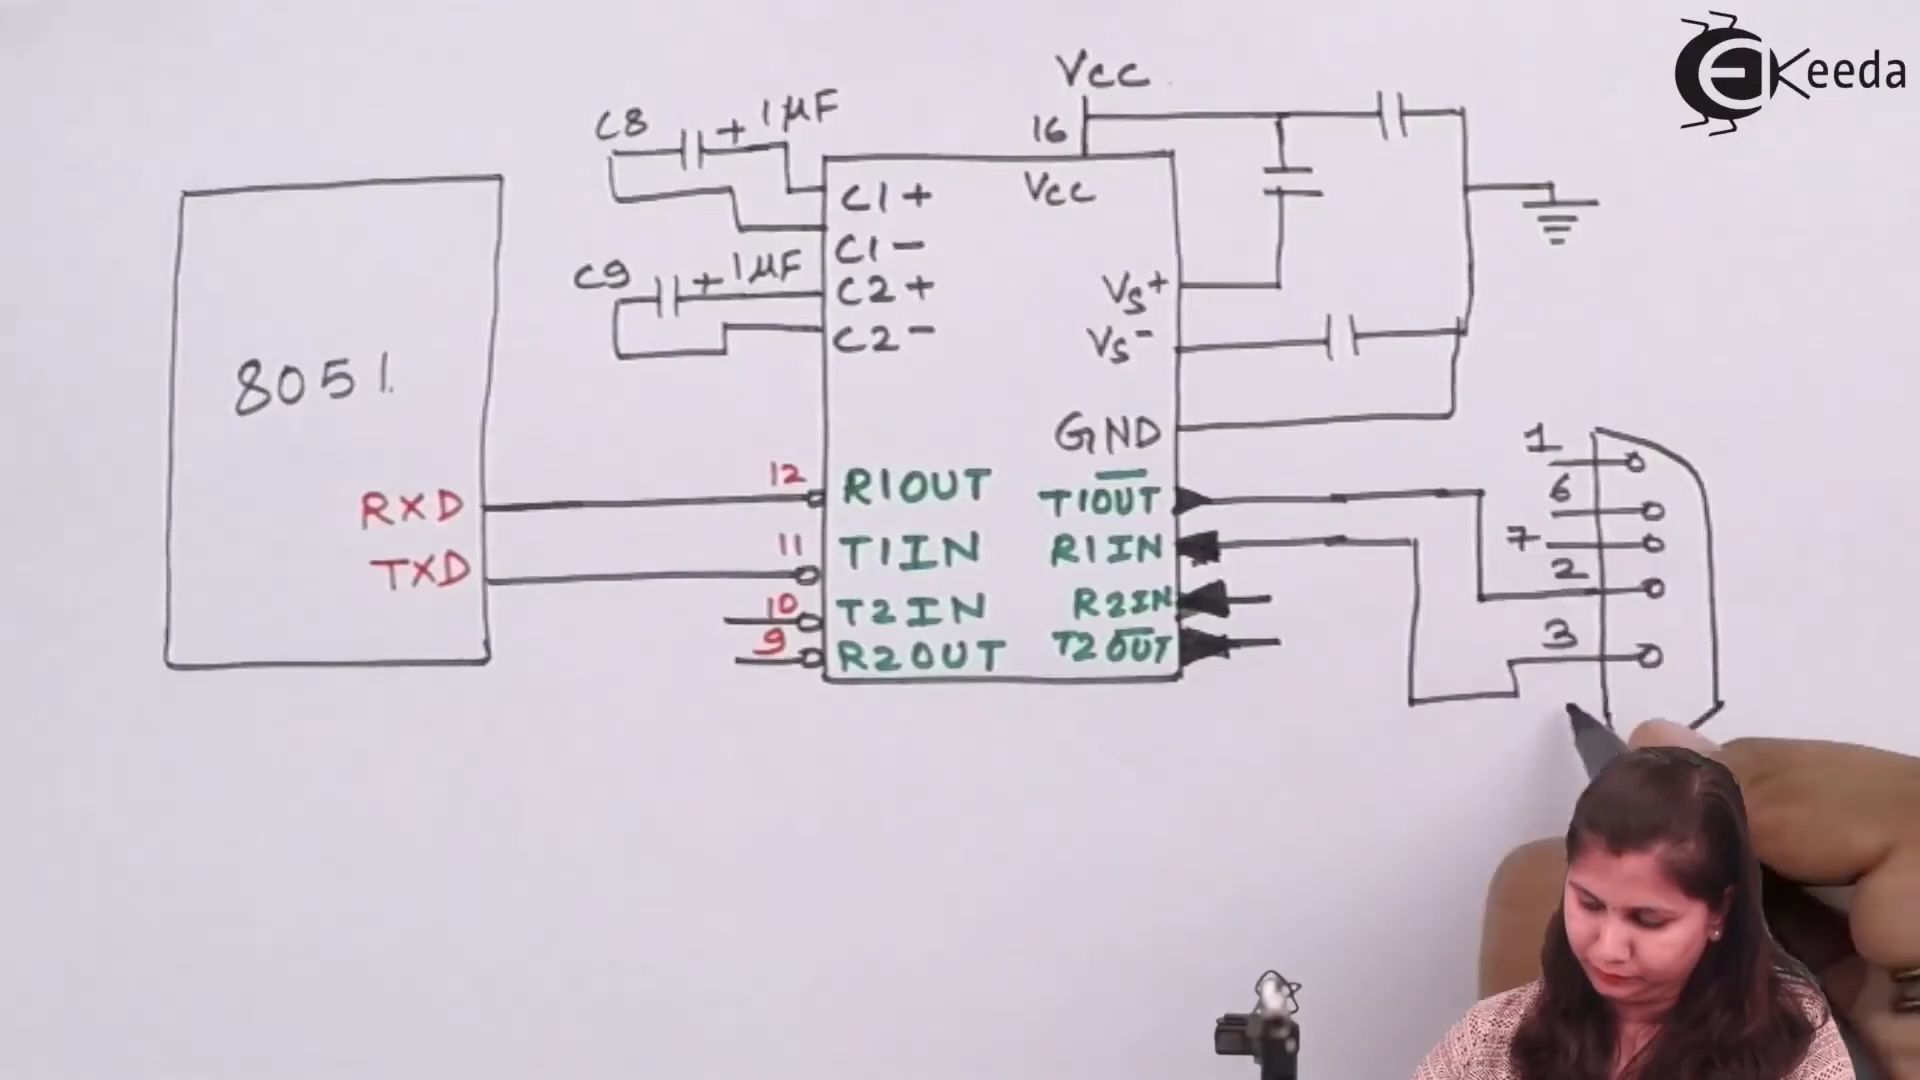 EKeeda
Vcc
C8 + 1µF
16
C1+ Vcc
C1-
C9 + 1µF
C2+ Vs+
C2- Vs-
8051
GND
1
RXD 12 R1OUT T1OUT 6
TXD 11 T1IN R1IN 7
2
10 T2IN R2IN
9 R2OUT T2OUT 3